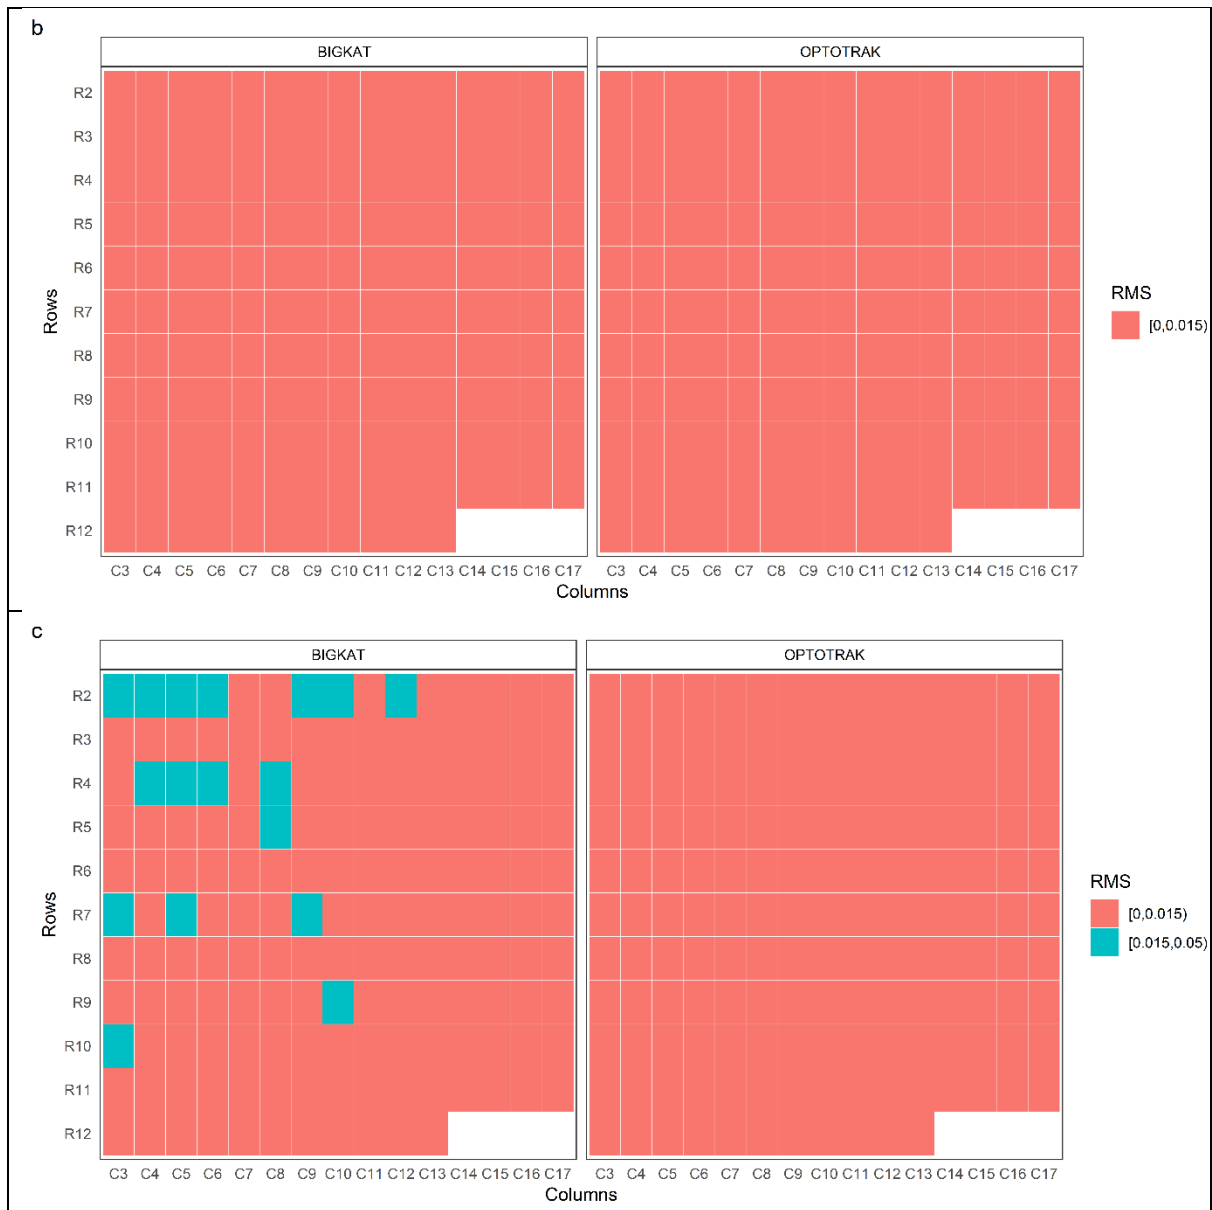 b
BIGKAT OPTOTRAK
R2
R3
R4
R5
R6
R7
R8
R9
R10
R11
R12
Rows
C3 C4 C5 C6 C7 C8 C9 C10 C11 C12 C13 C14 C15 C16 C17 C3 C4 C5 C6 C7 C8 C9 C10 C11 C12 C13 C14 C15 C16 C17
Columns
RMS
[0,0.015)
c
BIGKAT OPTOTRAK
R2
R3
R4
R5
R6
R7
R8
R9
R10
R11
R12
Rows
C3 C4 C5 C6 C7 C8 C9 C10 C11 C12 C13 C14 C15 C16 C17 C3 C4 C5 C6 C7 C8 C9 C10 C11 C12 C13 C14 C15 C16 C17
Columns
RMS
[0,0.015)
[0.015,0.05)